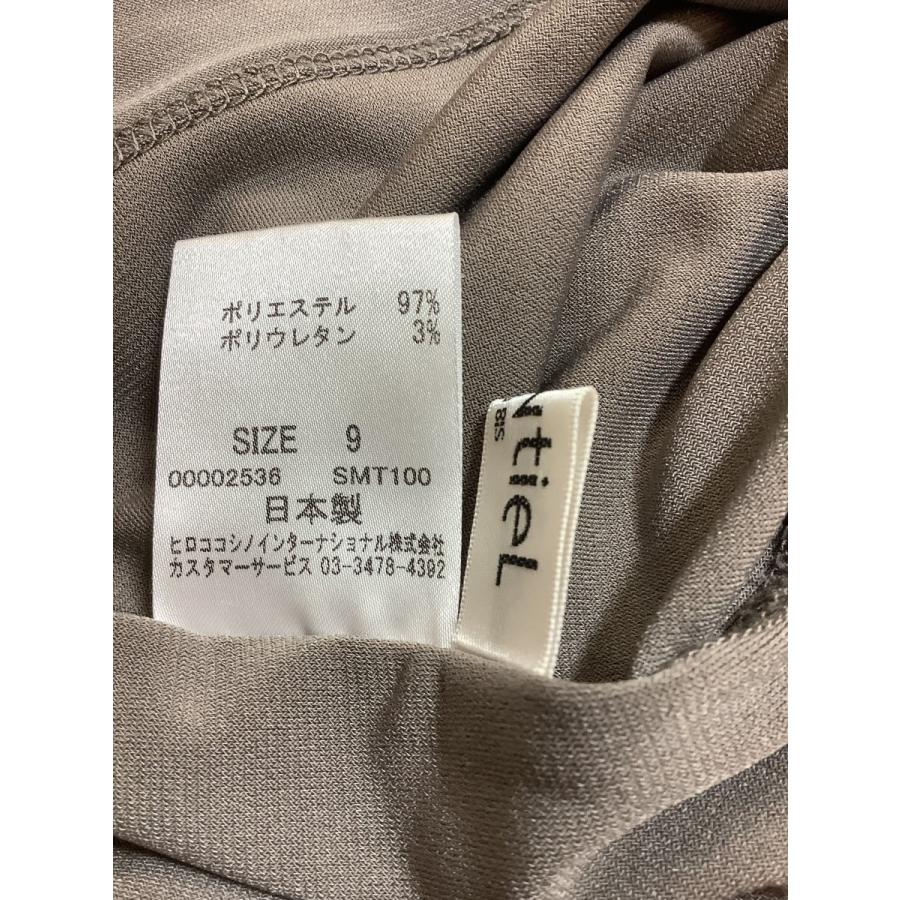 ポリエステル 97%
ポリウレタン 3%
SIZE 9
00002536 SMT100
日本製
ヒロココシノインターナショナル株式会社
カスタマーサービス 03-3478-4392
ntieL